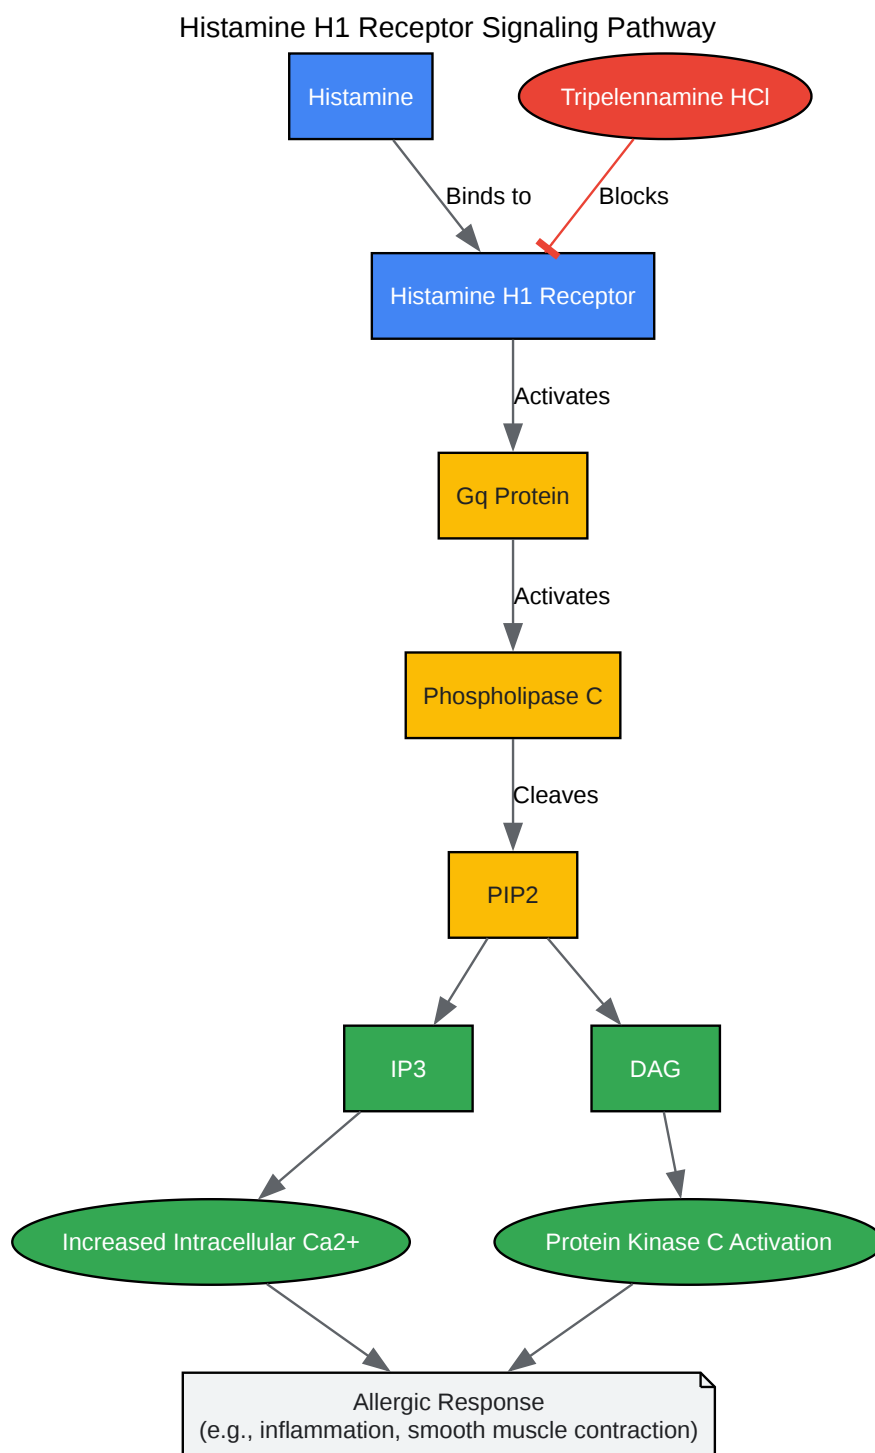 Histamine H1 Receptor Signaling Pathway
Histamine
Tripelennamine HCl
Binds to
Blocks
Histamine H1 Receptor
Activates
Gq Protein
Activates
Phospholipase C
Cleaves
PIP2
IP3
DAG
Increased Intracellular Ca2+
Protein Kinase C Activation
Allergic Response
(e.g., inflammation, smooth muscle contraction)